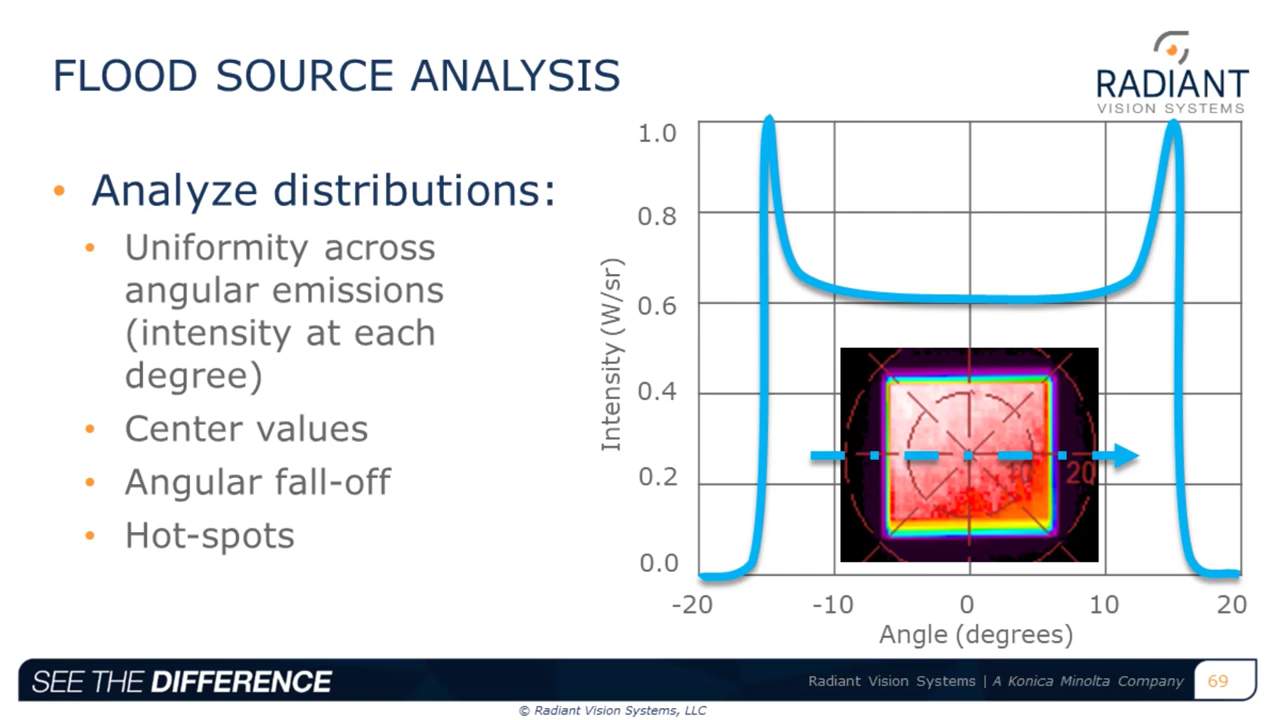 FLOOD SOURCE ANALYSIS
RADIANT
VISION SYSTEMS
• Analyze distributions:
• Uniformity across
angular emissions
(intensity at each
degree)
• Center values
• Angular fall-off
• Hot-spots
Intensity (W/sr)
1.0
0.8
0.6
0.4
0.2
0.0
10
20
-20
-10
0
10
20
Angle (degrees)
SEE THE DIFFERENCE
Radiant Vision Systems | A Konica Minolta Company
69
© Radiant Vision Systems, LLC